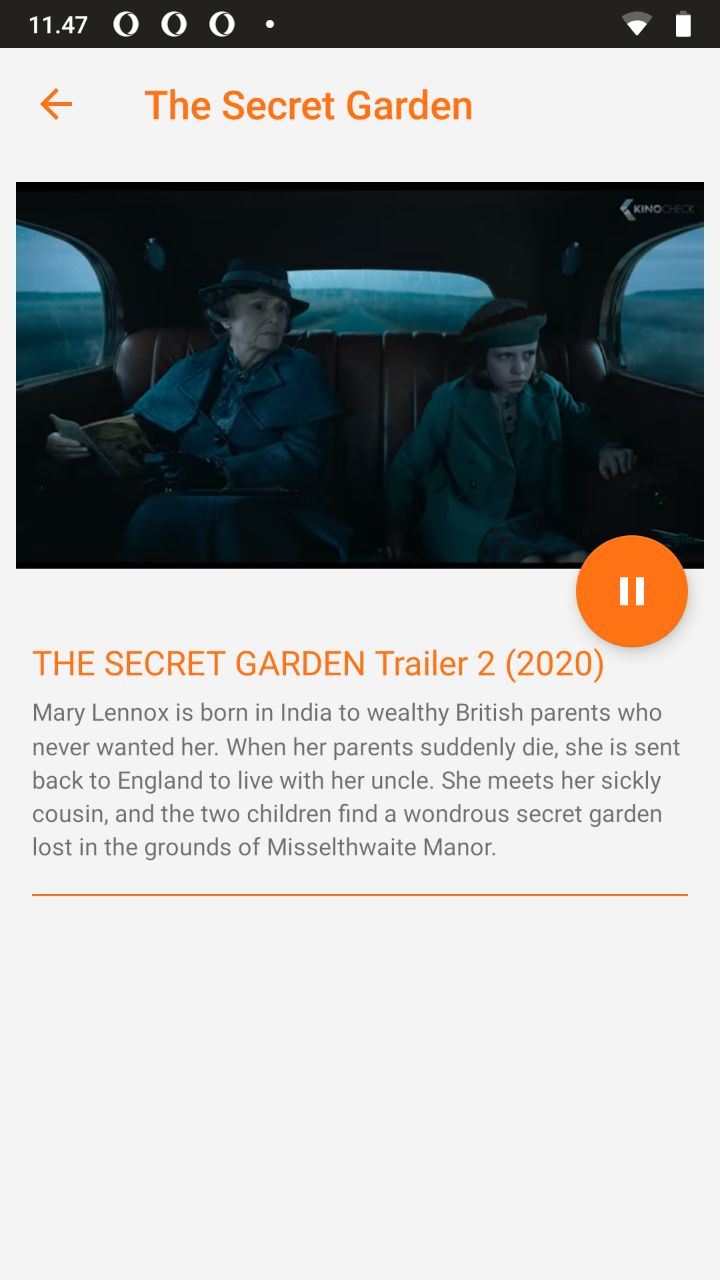 11.47
The Secret Garden
KINOCHECK
THE SECRET GARDEN Trailer 2 (2020)
Mary Lennox is born in India to wealthy British parents who
never wanted her. When her parents suddenly die, she is sent
back to England to live with her uncle. She meets her sickly
cousin, and the two children find a wondrous secret garden
lost in the grounds of Misselthwaite Manor.